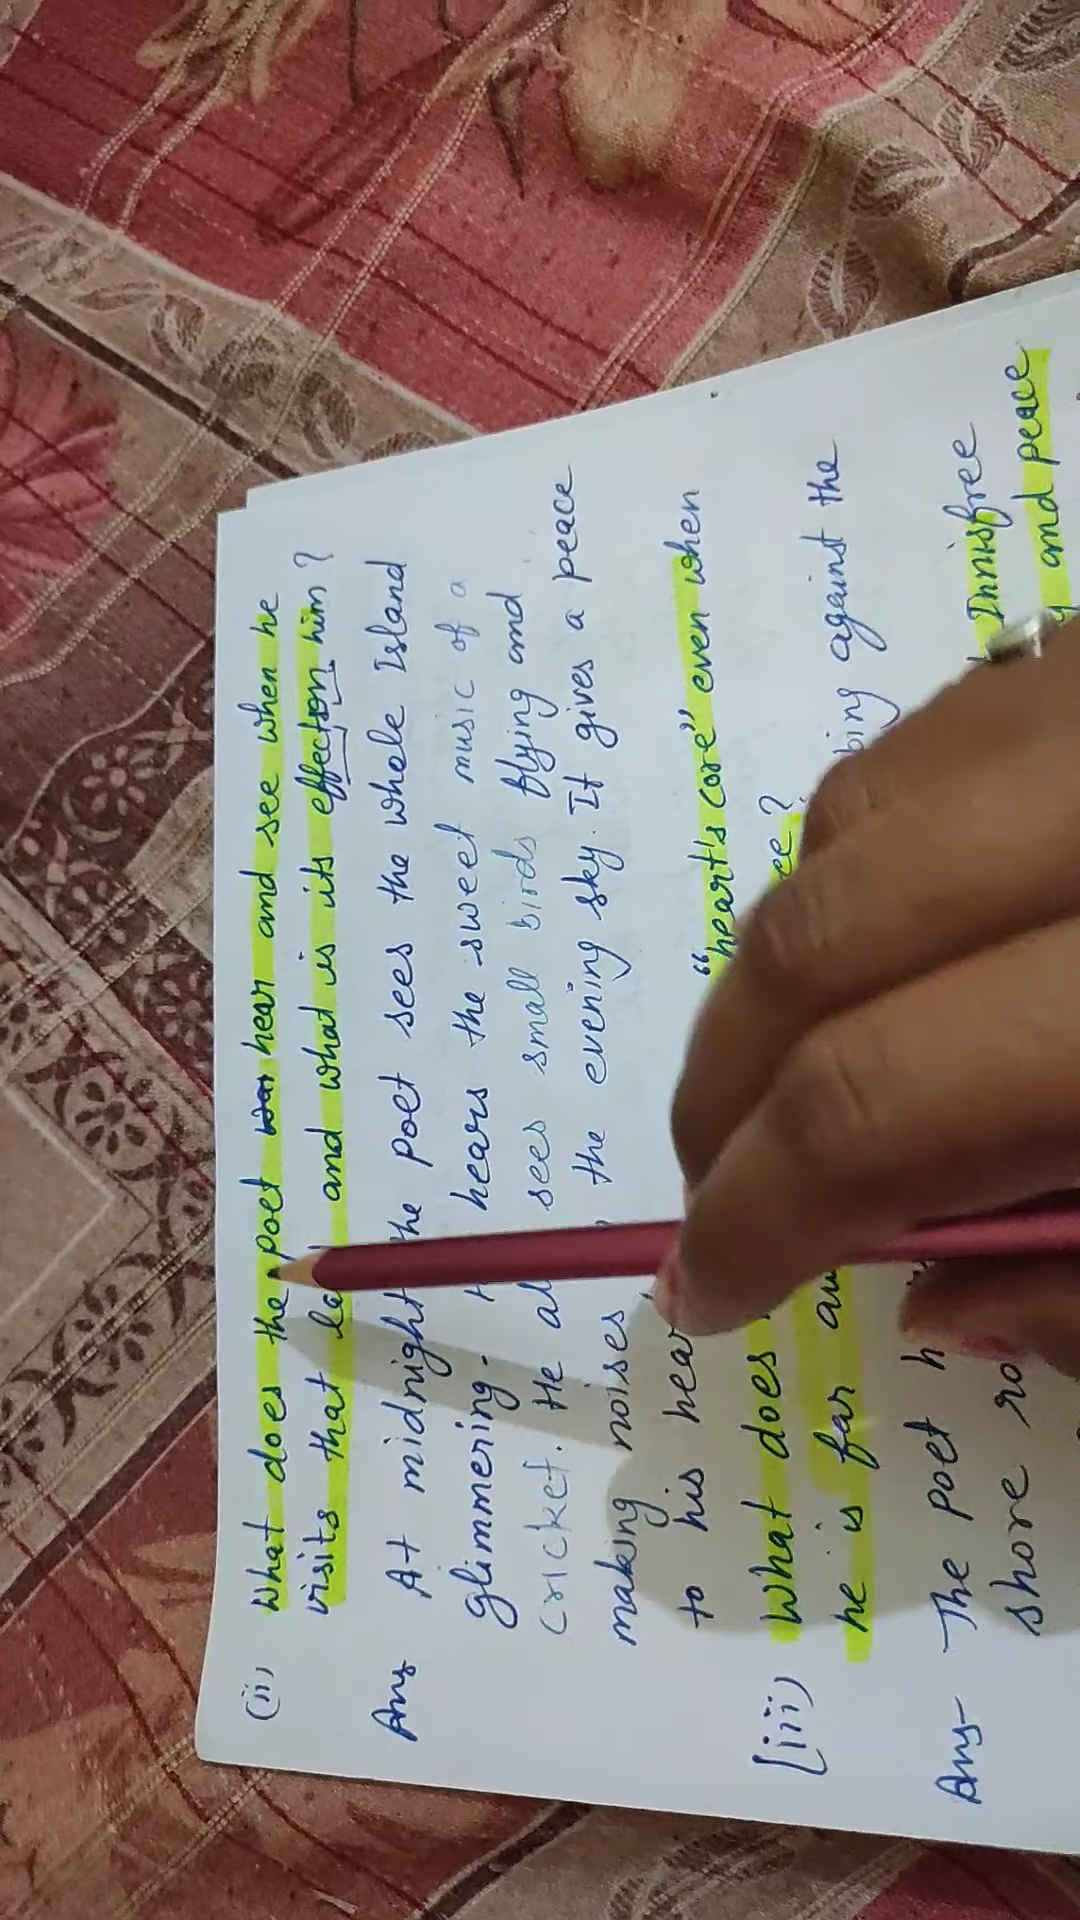 (ii) What does the poet hear and see when he
visits that and what is its effection him?
Ans At midnight the poet sees the whole Island
glimmering. hears the sweet music of a
cricket. He sees small birds flying and
making noises the evening sky. It gives a peace
to his
(iii) What does "heart's core" even when
he is far
Ans- The poet against the
shore Innisfree
and peace